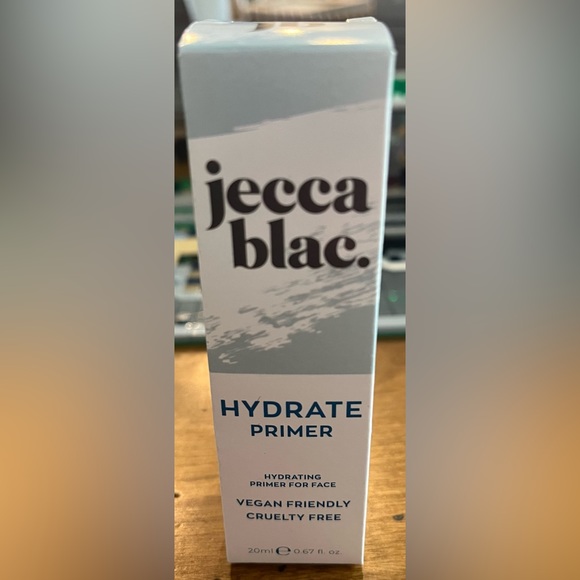 jecca
blac.
HYDRATE
PRIMER
HYDRATING
PRIMER FOR FACE
VEGAN FRIENDLY
CRUELTY FREE
20ml ℮ 0.67 fl. oz.